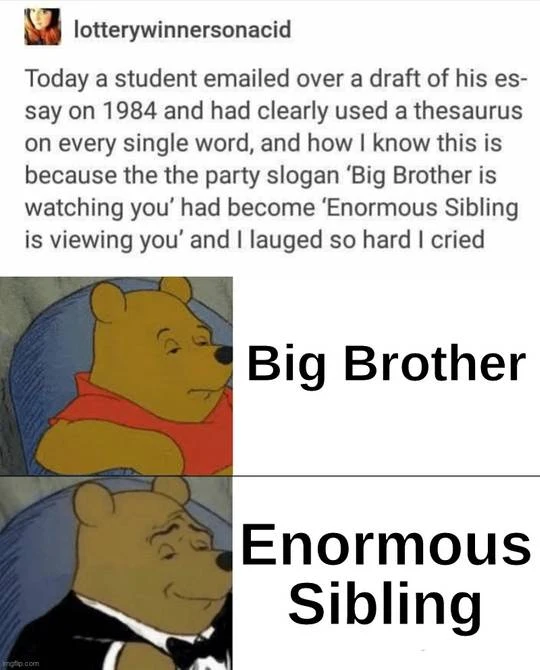 lotterywinnersonacid
Today a student emailed over a draft of his es-
say on 1984 and had clearly used a thesaurus
on every single word, and how I know this is
because the the party slogan ‘Big Brother is
watching you’ had become ‘Enormous Sibling
is viewing you’ and I lauged so hard I cried
Big Brother
Enormous
Sibling
imgflip.com